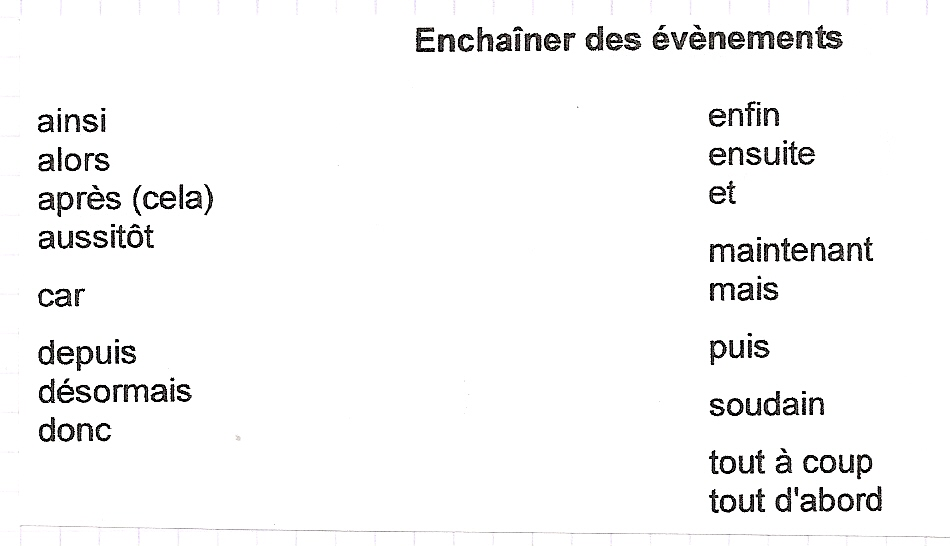 Enchaîner des évènements
ainsi
alors
après (cela)
aussitôt
car
depuis
désormais
donc
enfin
ensuite
et
maintenant
mais
puis
soudain
tout à coup
tout d'abord